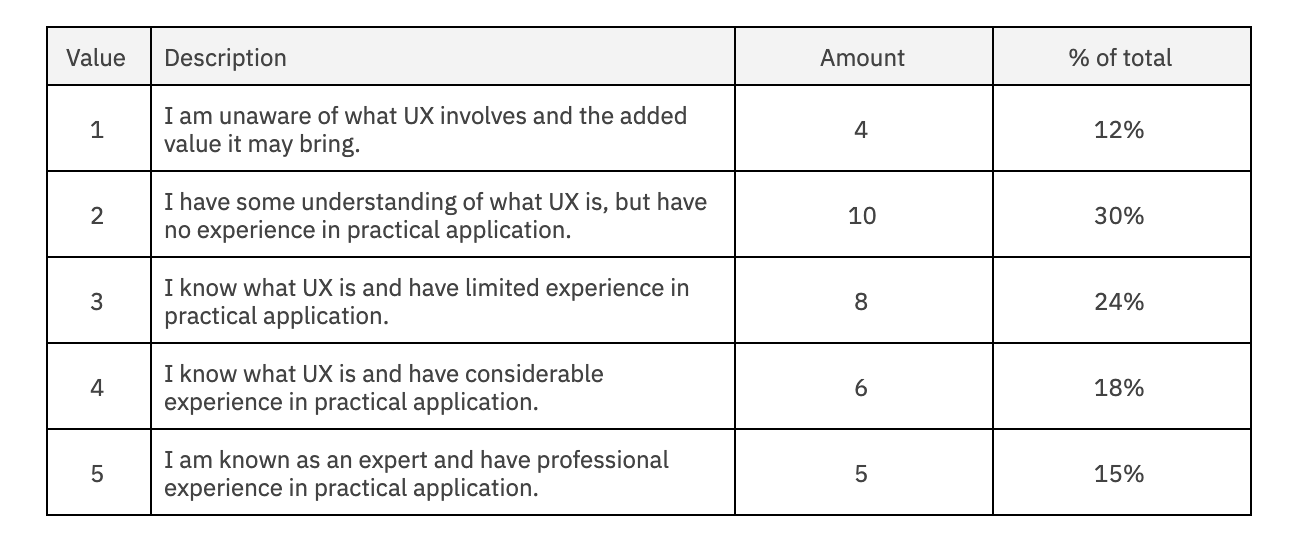 Value Description Amount % of total
1 I am unaware of what UX involves and the added
value it may bring. 4 12%
2 I have some understanding of what UX is, but have
no experience in practical application. 10 30%
3 I know what UX is and have limited experience in
practical application. 8 24%
4 I know what UX is and have considerable
experience in practical application. 6 18%
5 I am known as an expert and have professional
experience in practical application. 5 15%